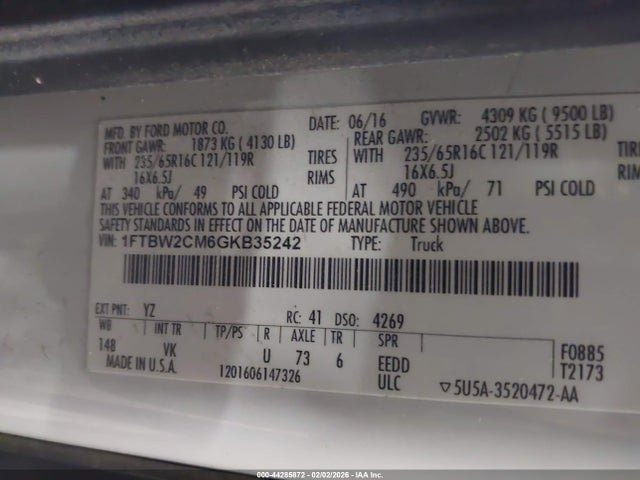 MFD. BY FORD MOTOR CO. DATE: 06/16 GVWR: 4309 KG ( 9500 LB)
FRONT GAWR: 1873 KG ( 4130 LB) REAR GAWR: 2502 KG ( 5515 LB)
WITH 235/65R16C 121/119R TIRES WITH 235/65R16C 121/119R
16X6.5J RIMS 16X6.5J
AT 340 kPa/ 49 PSI COLD AT 490 kPa/ 71 PSI COLD
THIS VEHICLE CONFORMS TO ALL APPLICABLE FEDERAL MOTOR VEHICLE
SAFETY STANDARDS IN EFFECT ON THE DATE OF MANUFACTURE SHOWN ABOVE.
VIN: 1FTBW2CM6GKB35242 TYPE: Truck
EXT PNT: YZ RC: 41 DSO: 4269
WB INT TR TP/PS R AXLE TR SPR F0885
148 VK U 73 6 EEDD T2173
MADE IN U.S.A. 1201606147326 ULC ▽5U5A-3520472-AA
000-44285872 - 02/02/2026 - IAA Inc.